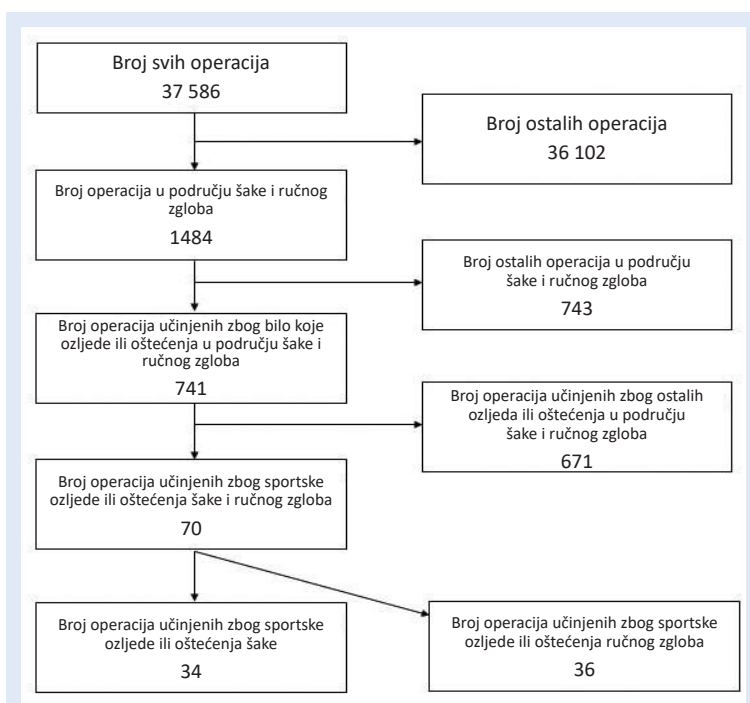 Broj svih operacija
37 586
Broj ostalih operacija
36 102
Broj operacija u području šake i ručnog
zgloba
1484
Broj ostalih operacija u području
šake i ručnog zgloba
743
Broj operacija učinjenih zbog bilo koje
ozljede ili oštećenja u području šake i
ručnog zgloba
741
Broj operacija učinjenih zbog ostalih
ozljeda ili oštećenja u području
šake i ručnog zgloba
671
Broj operacija učinjenih zbog sportske
ozljede ili oštećenja šake i ručnog zgloba
70
Broj operacija učinjenih zbog sportske
ozljede ili oštećenja šake
34
Broj operacija učinjenih zbog sportske
ozljede ili oštećenja ručnog zgloba
36